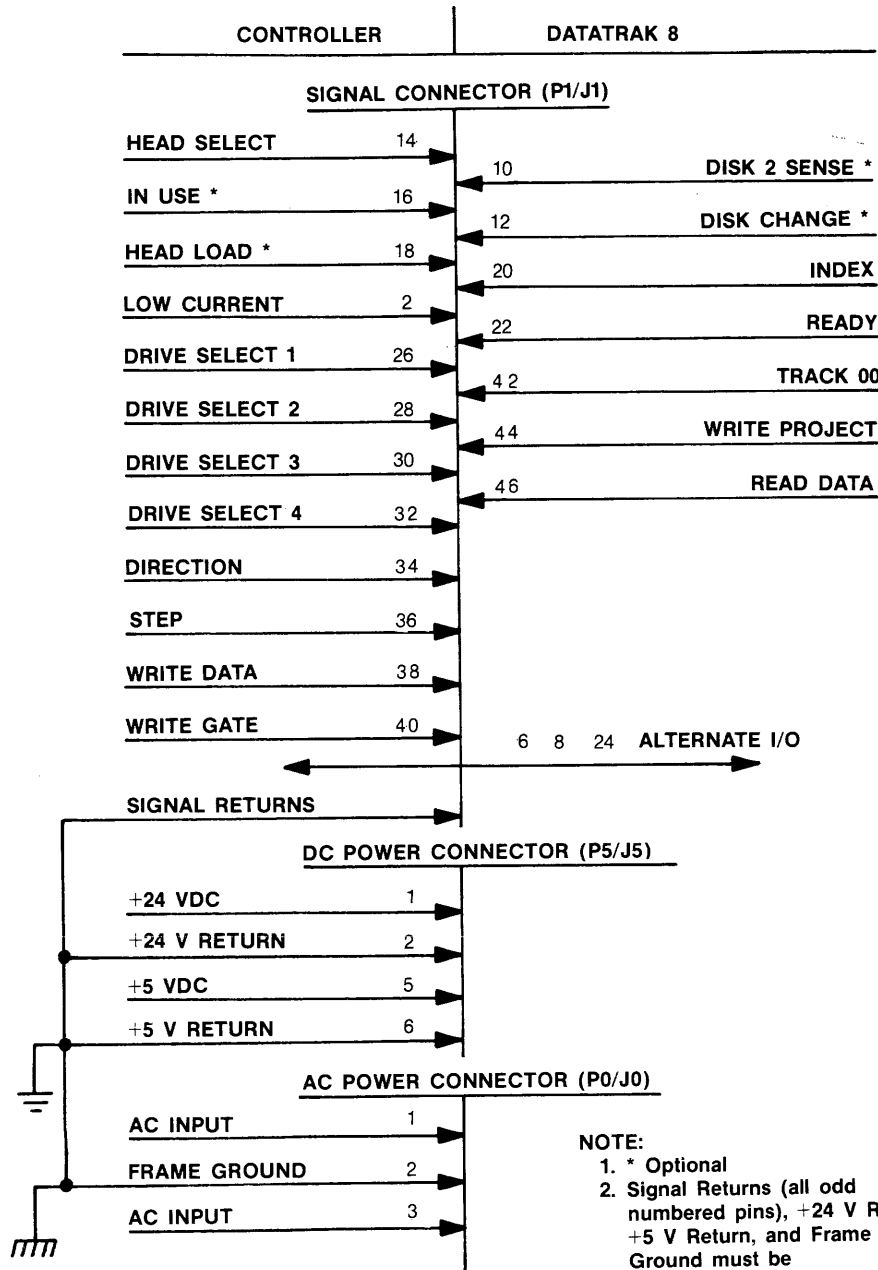 CONTROLLER DATATRAK 8
SIGNAL CONNECTOR (P1/J1)
HEAD SELECT 14
10 DISK 2 SENSE *
IN USE * 16
12 DISK CHANGE *
HEAD LOAD * 18
20 INDEX
LOW CURRENT 2
22 READY
DRIVE SELECT 1 26
42 TRACK 00
DRIVE SELECT 2 28
44 WRITE PROJECT
DRIVE SELECT 3 30
46 READ DATA
DRIVE SELECT 4 32
DIRECTION 34
STEP 36
WRITE DATA 38
WRITE GATE 40
6 8 24 ALTERNATE I/O
SIGNAL RETURNS
DC POWER CONNECTOR (P5/J5)
+24 VDC 1
+24 V RETURN 2
+5 VDC 5
+5 V RETURN 6
AC POWER CONNECTOR (P0/J0)
AC INPUT 1
FRAME GROUND 2
AC INPUT 3
NOTE:
1. * Optional
2. Signal Returns (all odd
numbered pins), +24 V R
+5 V Return, and Frame
Ground must be